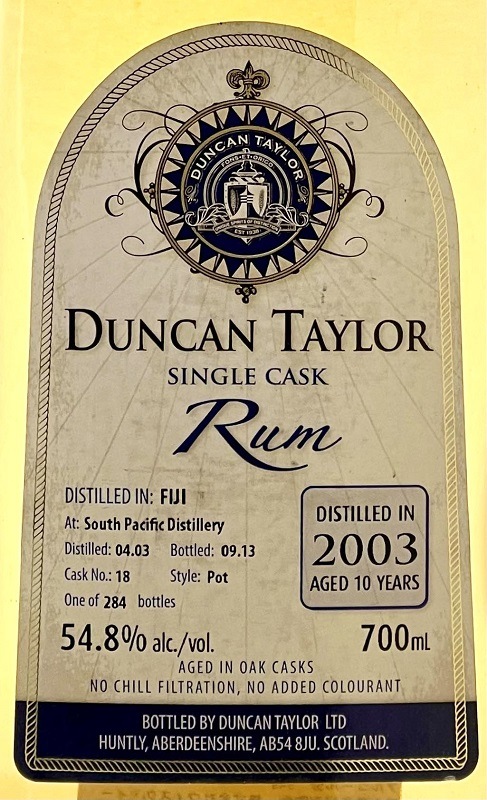 DUNCAN TAYLOR
FONS·ET·ORIGO
EST 1938
DUNCAN TAYLOR
SINGLE CASK
Rum
DISTILLED IN: FIJI
At: South Pacific Distillery
Distilled: 04.03 Bottled: 09.13
Cask No.: 18 Style: Pot
One of 284 bottles
DISTILLED IN
2003
AGED 10 YEARS
54.8% alc./vol. 700mL
AGED IN OAK CASKS
NO CHILL FILTRATION, NO ADDED COLOURANT
BOTTLED BY DUNCAN TAYLOR LTD
HUNTLY, ABERDEENSHIRE, AB54 8JU. SCOTLAND.